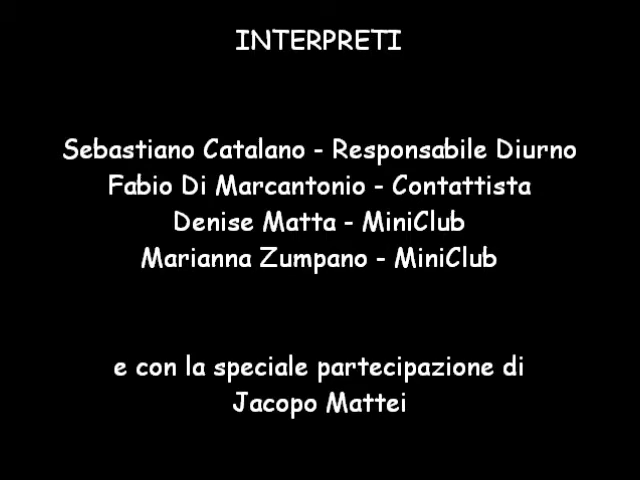 INTERPRETI
Sebastiano Catalano - Responsabile Diurno
Fabio Di Marcantonio - Contattista
Denise Matta - MiniClub
Marianna Zumpano - MiniClub
e con la speciale partecipazione di
Jacopo Mattei